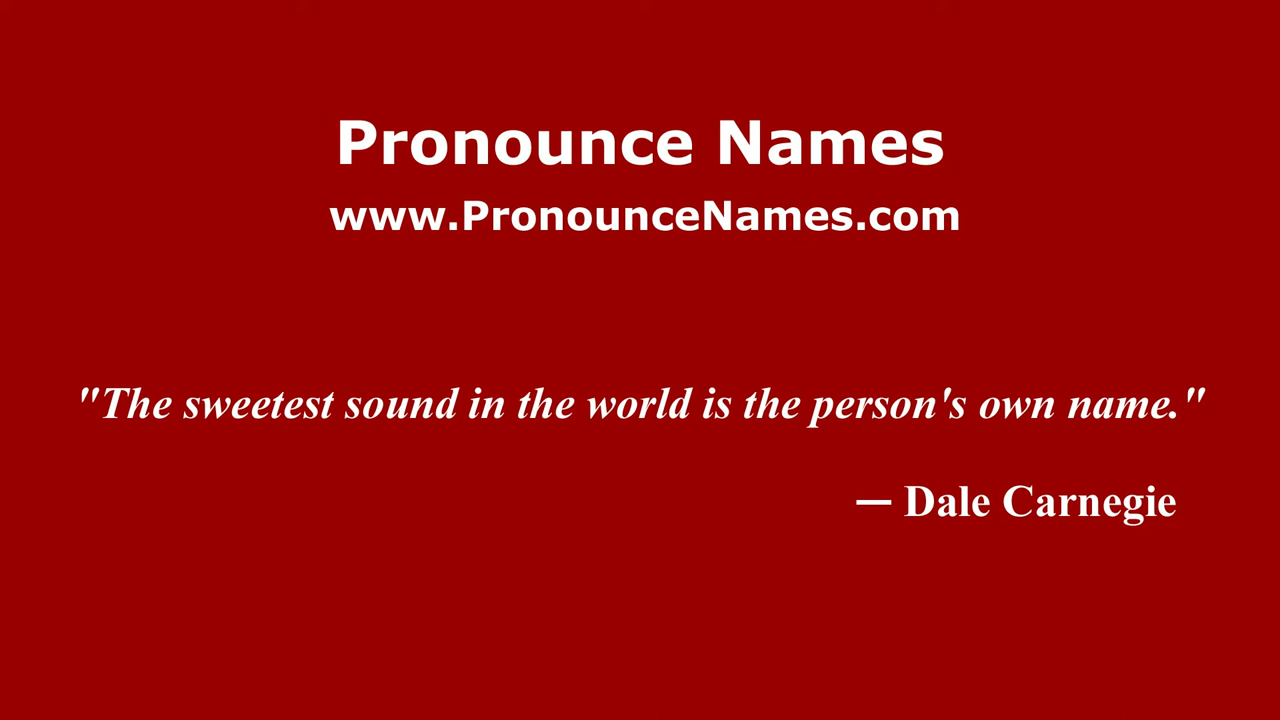 Pronounce Names
www.PronounceNames.com
"The sweetest sound in the world is the person's own name."
— Dale Carnegie